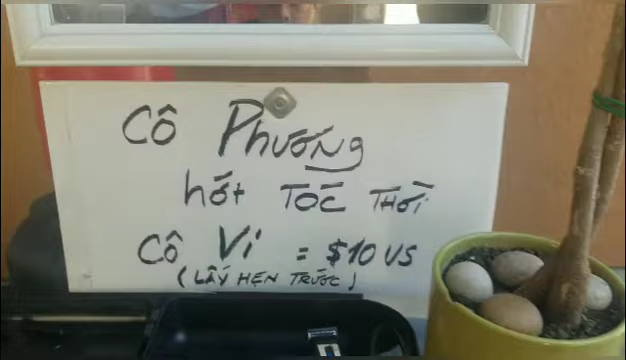 CÔ PHƯƠNG
hớt TÓC THỜI
CÔ Vi = $10 US
(LẤY HẸN TRƯỚC)